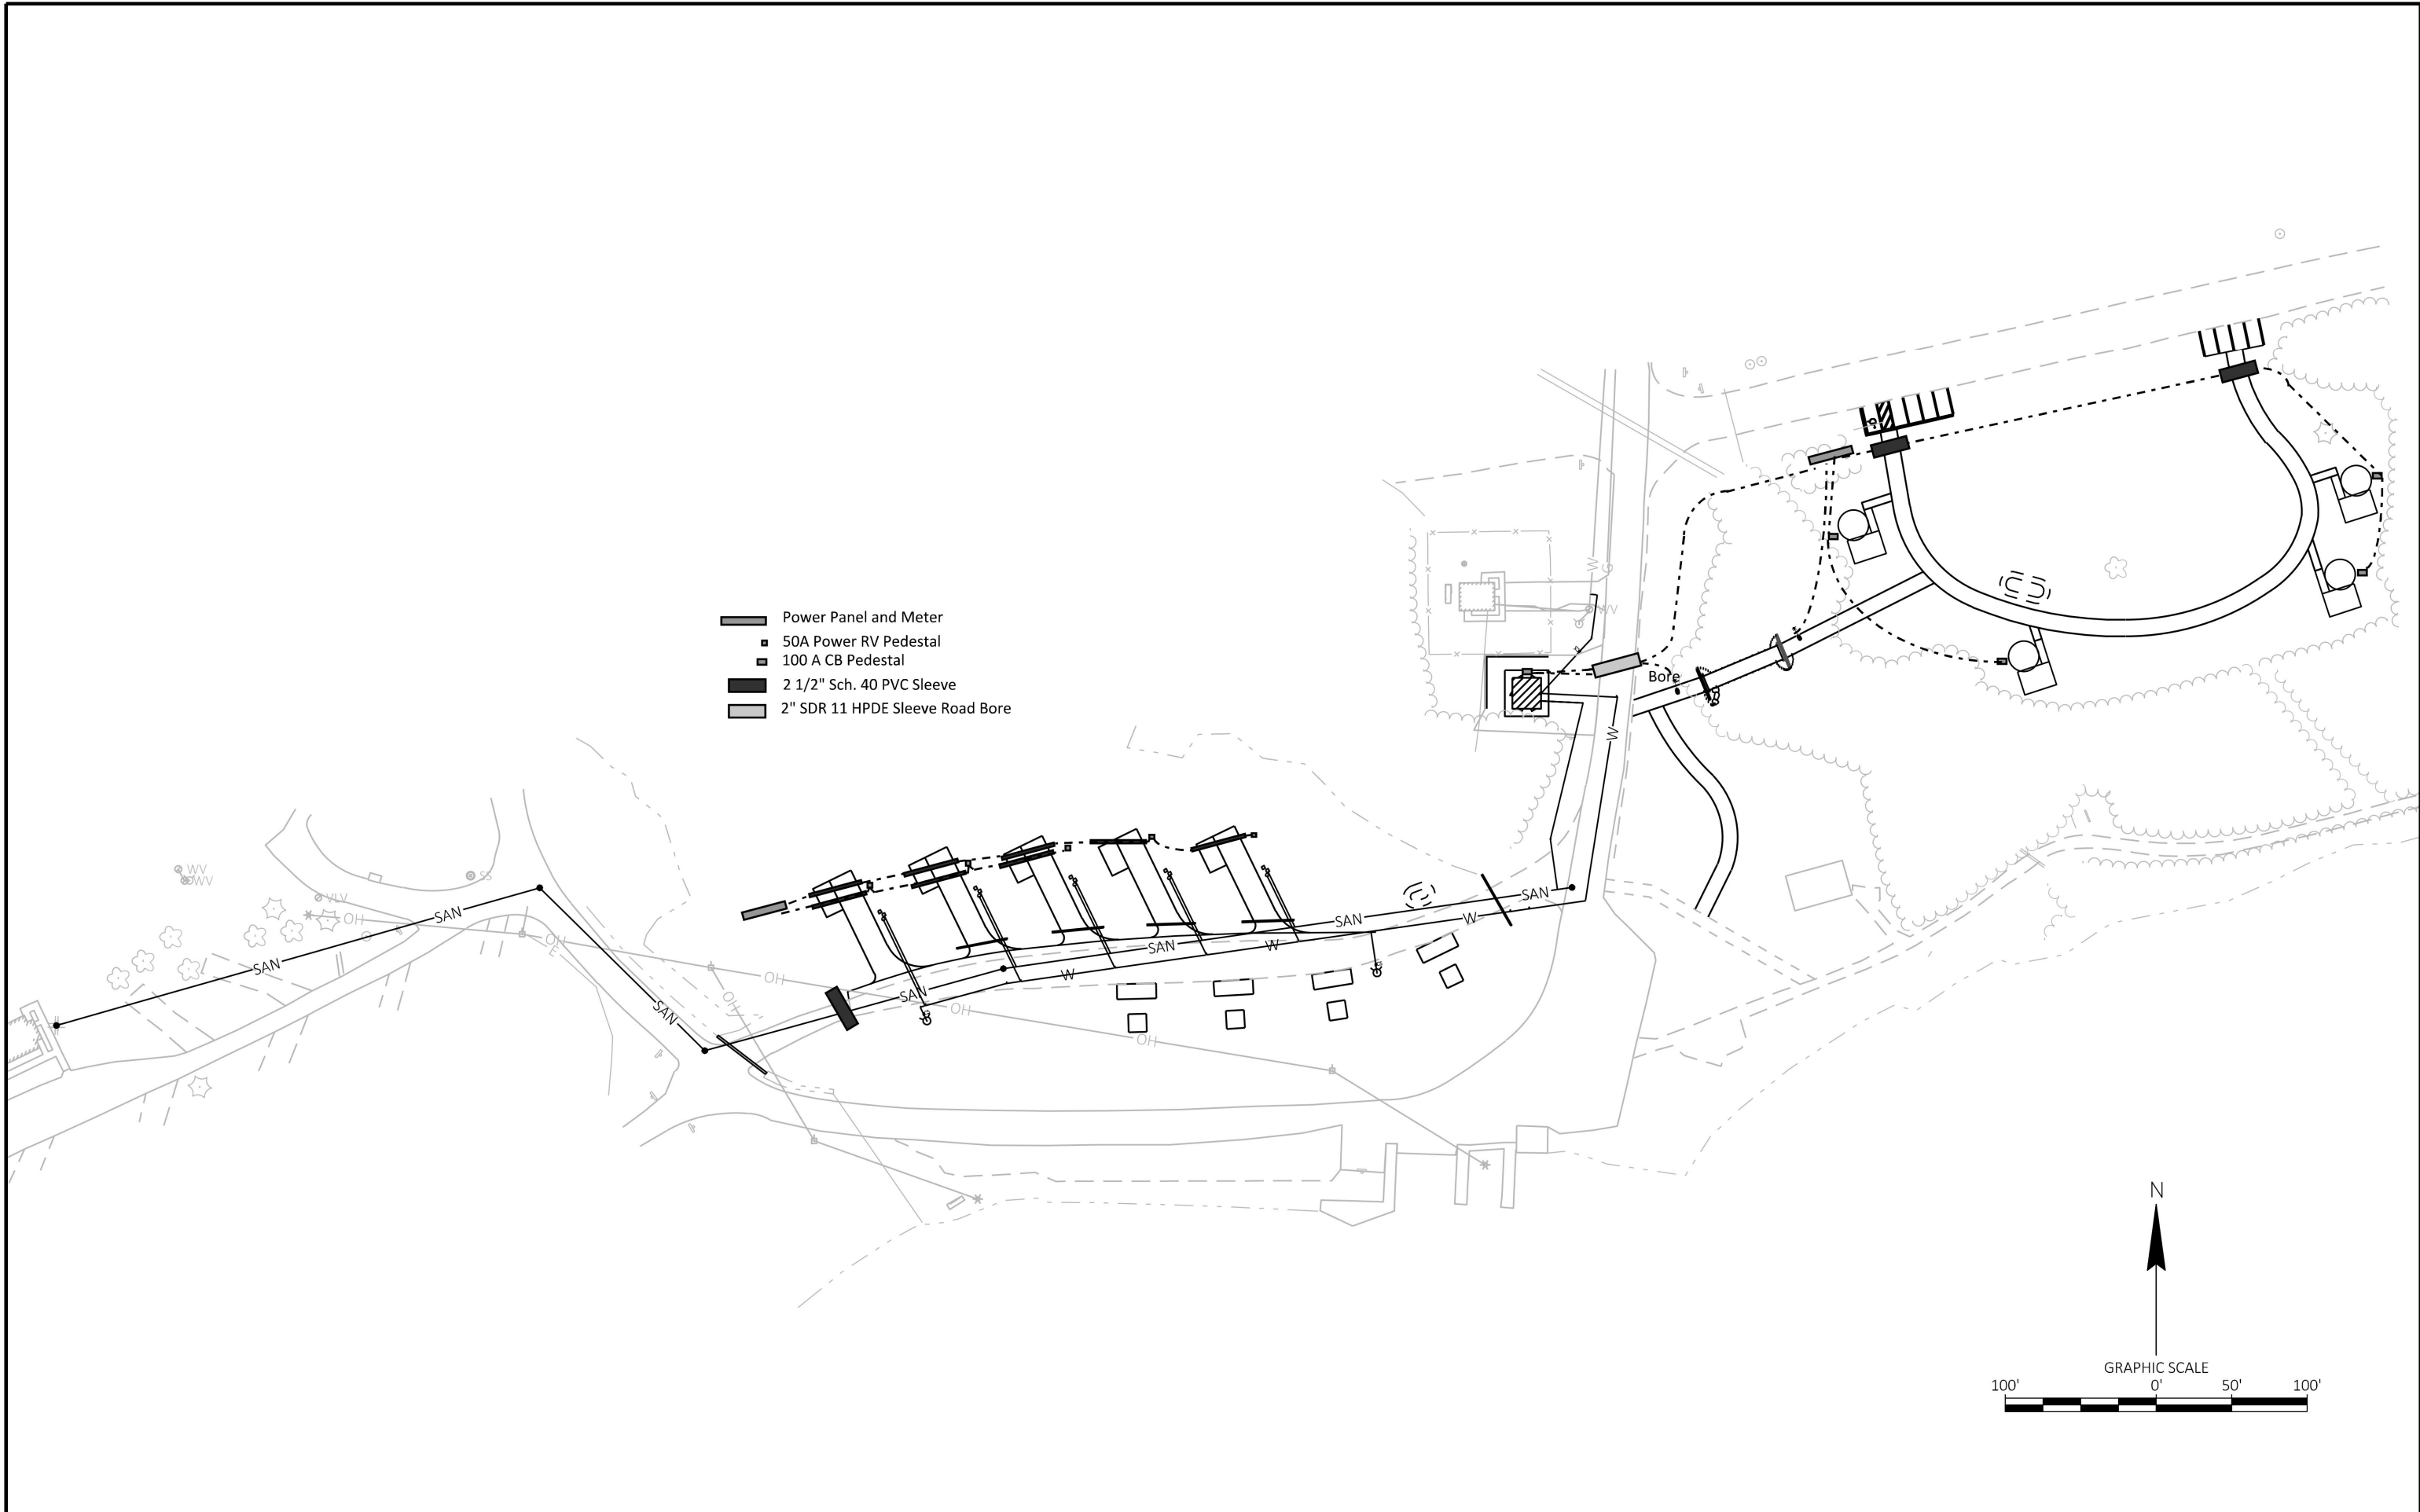 W
G
WV
Power Panel and Meter
50A Power RV Pedestal
100 A CB Pedestal
2 1/2" Sch. 40 PVC Sleeve
2" SDR 11 HPDE Sleeve Road Bore
Bore
W
WV
WV
SS
VLV
OH
OH
E
SAN
SAN
SAN
OH
OH
SAN
OH
OH
W
SAN
W
SAN
W
SAN
N
GRAPHIC SCALE
100' 0' 50' 100'